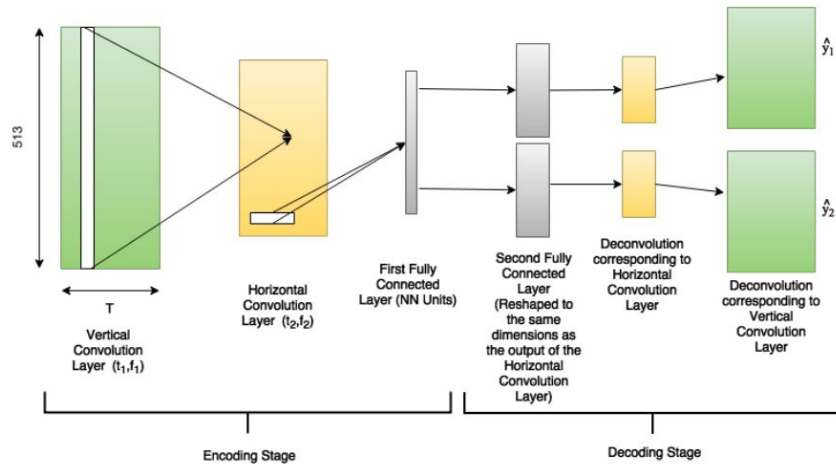 513
T
Vertical
Convolution
Layer (t₁,f₁)
Horizontal
Convolution
Layer (t₂,f₂)
First Fully
Connected
Layer (NN Units)
Second Fully
Connected
Layer
(Reshaped to
the same
dimensions as
the output of the
Horizontal
Convolution
Layer)
Deconvolution
corresponding to
Horizontal
Convolution
Layer
ŷ₁
ŷ₂
Deconvolution
corresponding to
Vertical
Convolution
Layer
Encoding Stage
Decoding Stage